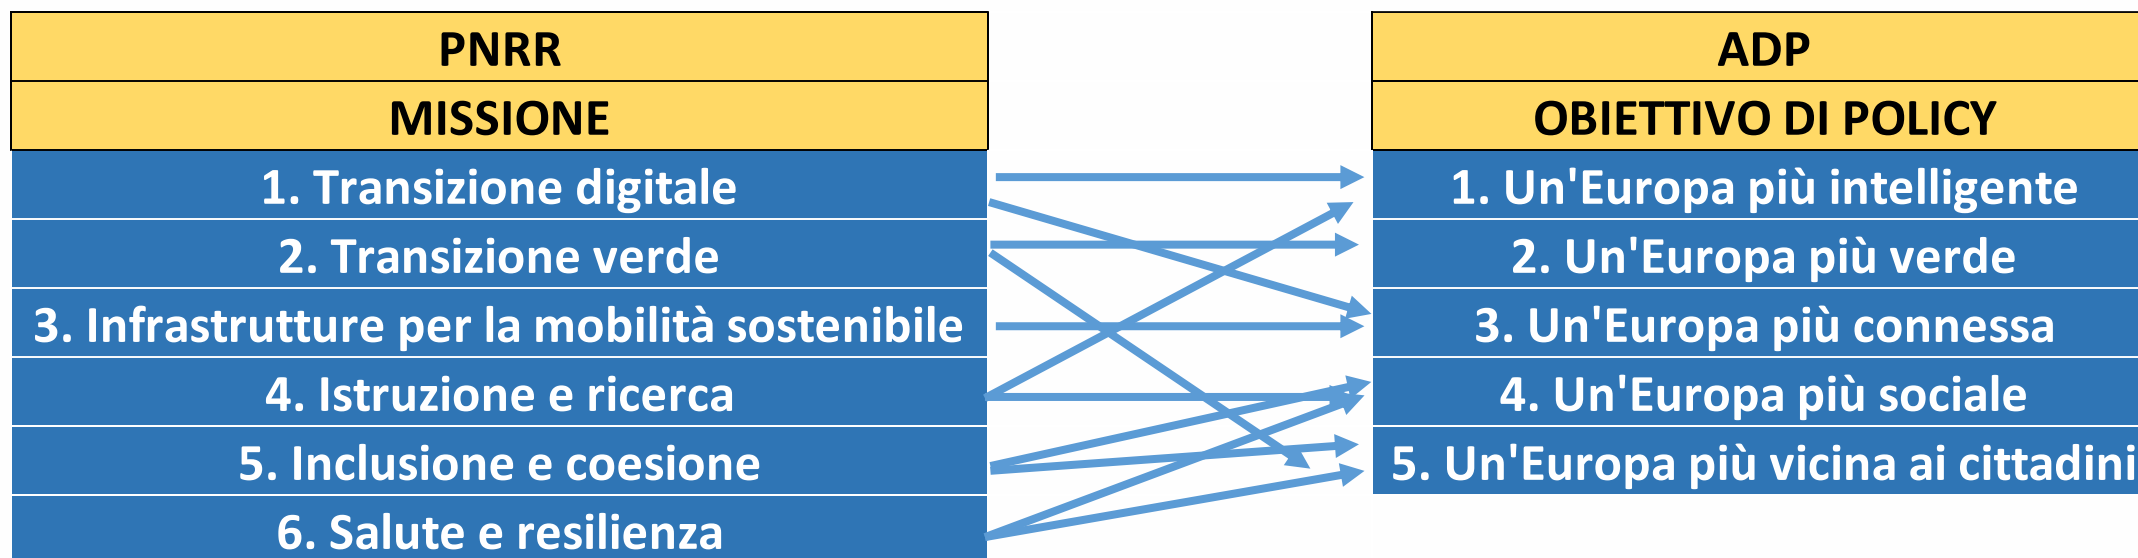 PNRR
MISSIONE
1. Transizione digitale
2. Transizione verde
3. Infrastrutture per la mobilità sostenibile
4. Istruzione e ricerca
5. Inclusione e coesione
6. Salute e resilienza
ADP
OBIETTIVO DI POLICY
1. Un'Europa più intelligente
2. Un'Europa più verde
3. Un'Europa più connessa
4. Un'Europa più sociale
5. Un'Europa più vicina ai cittadini